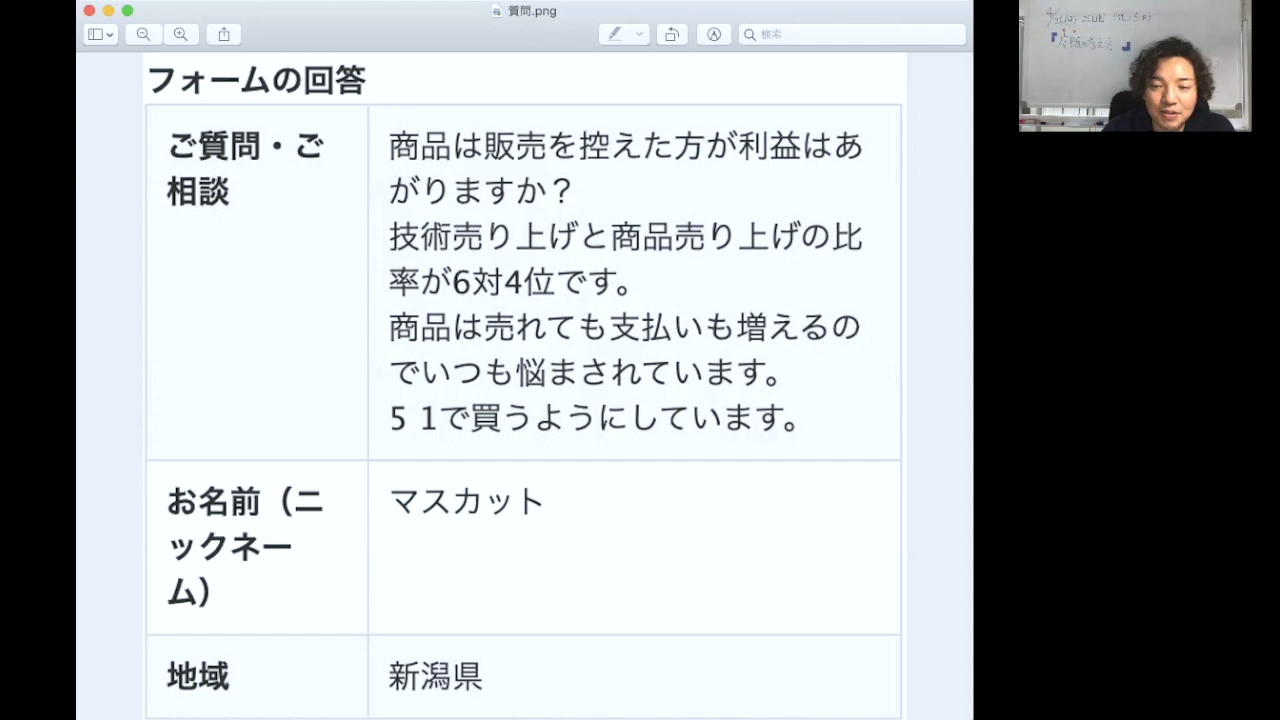 質問.png
検索
フォームの回答
ご質問・ご
相談
商品は販売を控えた方が利益はあ
がりますか？
技術売り上げと商品売り上げの比
率が6対4位です。
商品は売れても支払いも増えるの
でいつも悩まされています。
5 1で買うようにしています。
お名前（ニ
ックネー
ム）
マスカット
地域
新潟県